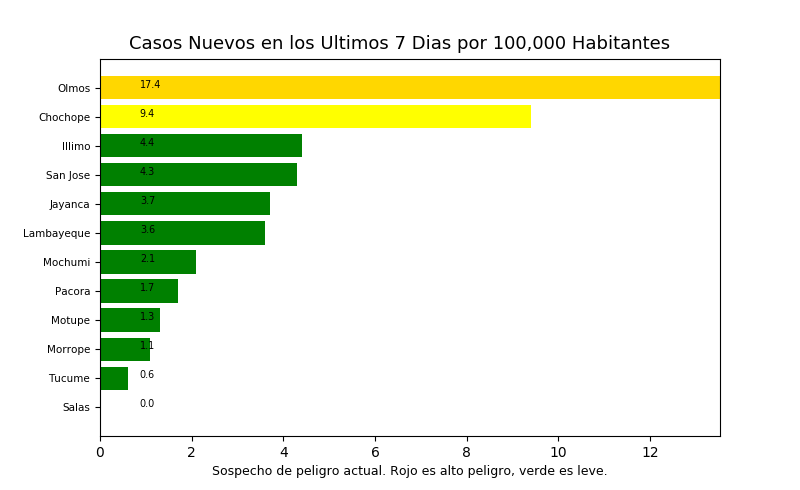 Casos Nuevos en los Ultimos 7 Dias por 100,000 Habitantes
Olmos 17.4
Chochope 9.4
Illimo 4.4
San Jose 4.3
Jayanca 3.7
Lambayeque 3.6
Mochumi 2.1
Pacora 1.7
Motupe 1.3
Morrope 1.1
Tucume 0.6
Salas 0.0
0 2 4 6 8 10 12
Sospecho de peligro actual. Rojo es alto peligro, verde es leve.